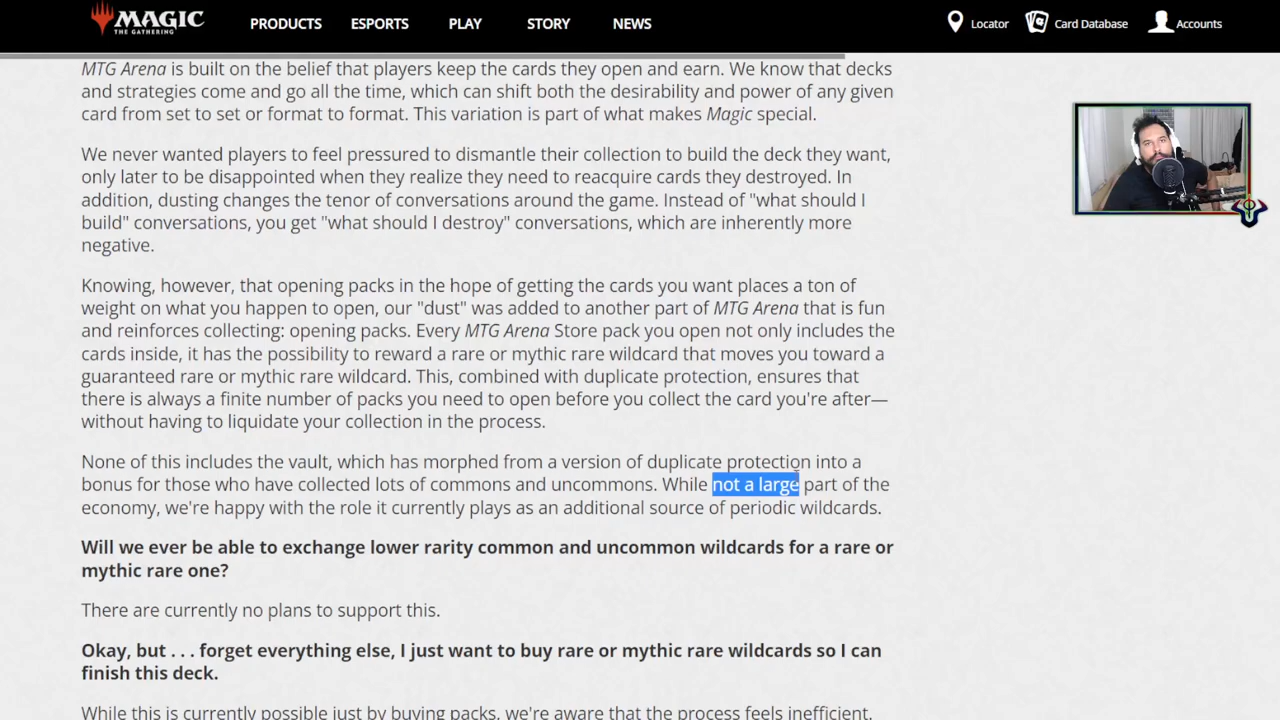 MAGIC
THE GATHERING
PRODUCTS ESPORTS PLAY STORY NEWS
Locator Card Database Accounts
MTG Arena is built on the belief that players keep the cards they open and earn. We know that decks
and strategies come and go all the time, which can shift both the desirability and power of any given
card from set to set or format to format. This variation is part of what makes Magic special.
We never wanted players to feel pressured to dismantle their collection to build the deck they want,
only later to be disappointed when they realize they need to reacquire cards they destroyed. In
addition, dusting changes the tenor of conversations around the game. Instead of "what should I
build" conversations, you get "what should I destroy" conversations, which are inherently more
negative.
Knowing, however, that opening packs in the hope of getting the cards you want places a ton of
weight on what you happen to open, our "dust" was added to another part of MTG Arena that is fun
and reinforces collecting: opening packs. Every MTG Arena Store pack you open not only includes the
cards inside, it has the possibility to reward a rare or mythic rare wildcard that moves you toward a
guaranteed rare or mythic rare wildcard. This, combined with duplicate protection, ensures that
there is always a finite number of packs you need to open before you collect the card you're after—
without having to liquidate your collection in the process.
None of this includes the vault, which has morphed from a version of duplicate protection into a
bonus for those who have collected lots of commons and uncommons. While not a large part of the
economy, we're happy with the role it currently plays as an additional source of periodic wildcards.
Will we ever be able to exchange lower rarity common and uncommon wildcards for a rare or
mythic rare one?
There are currently no plans to support this.
Okay, but . . . forget everything else, I just want to buy rare or mythic rare wildcards so I can
finish this deck.
While this is currently possible just by buying packs, we're aware that the process feels inefficient.